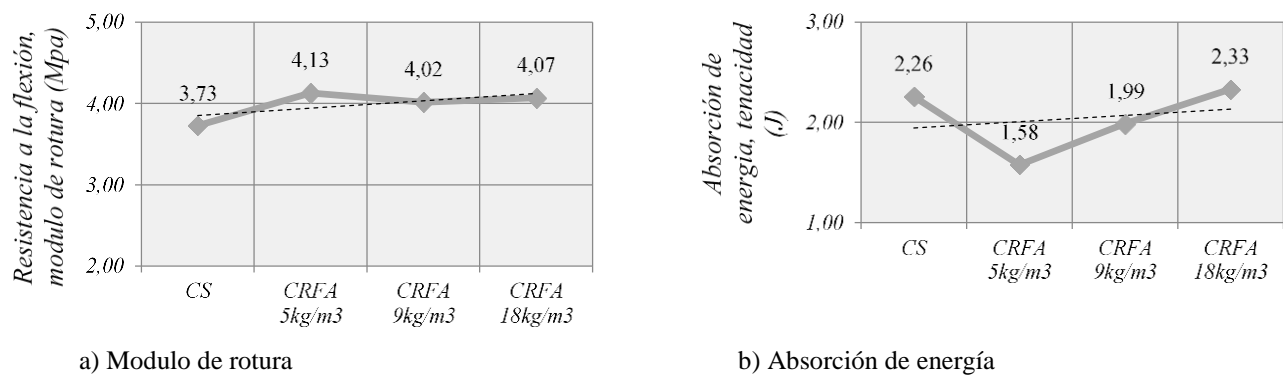 Resistencia a la flexión,
modulo de rotura (Mpa)
5,00
4,00
3,00
2,00
3,73
4,13
4,02
4,07
CS
CRFA
5kg/m3
CRFA
9kg/m3
CRFA
18kg/m3
a) Modulo de rotura
Absorción de
energia, tenacidad
(J)
3,00
2,00
1,00
2,26
1,58
1,99
2,33
CS
CRFA
5kg/m3
CRFA
9kg/m3
CRFA
18kg/m3
b) Absorción de energía